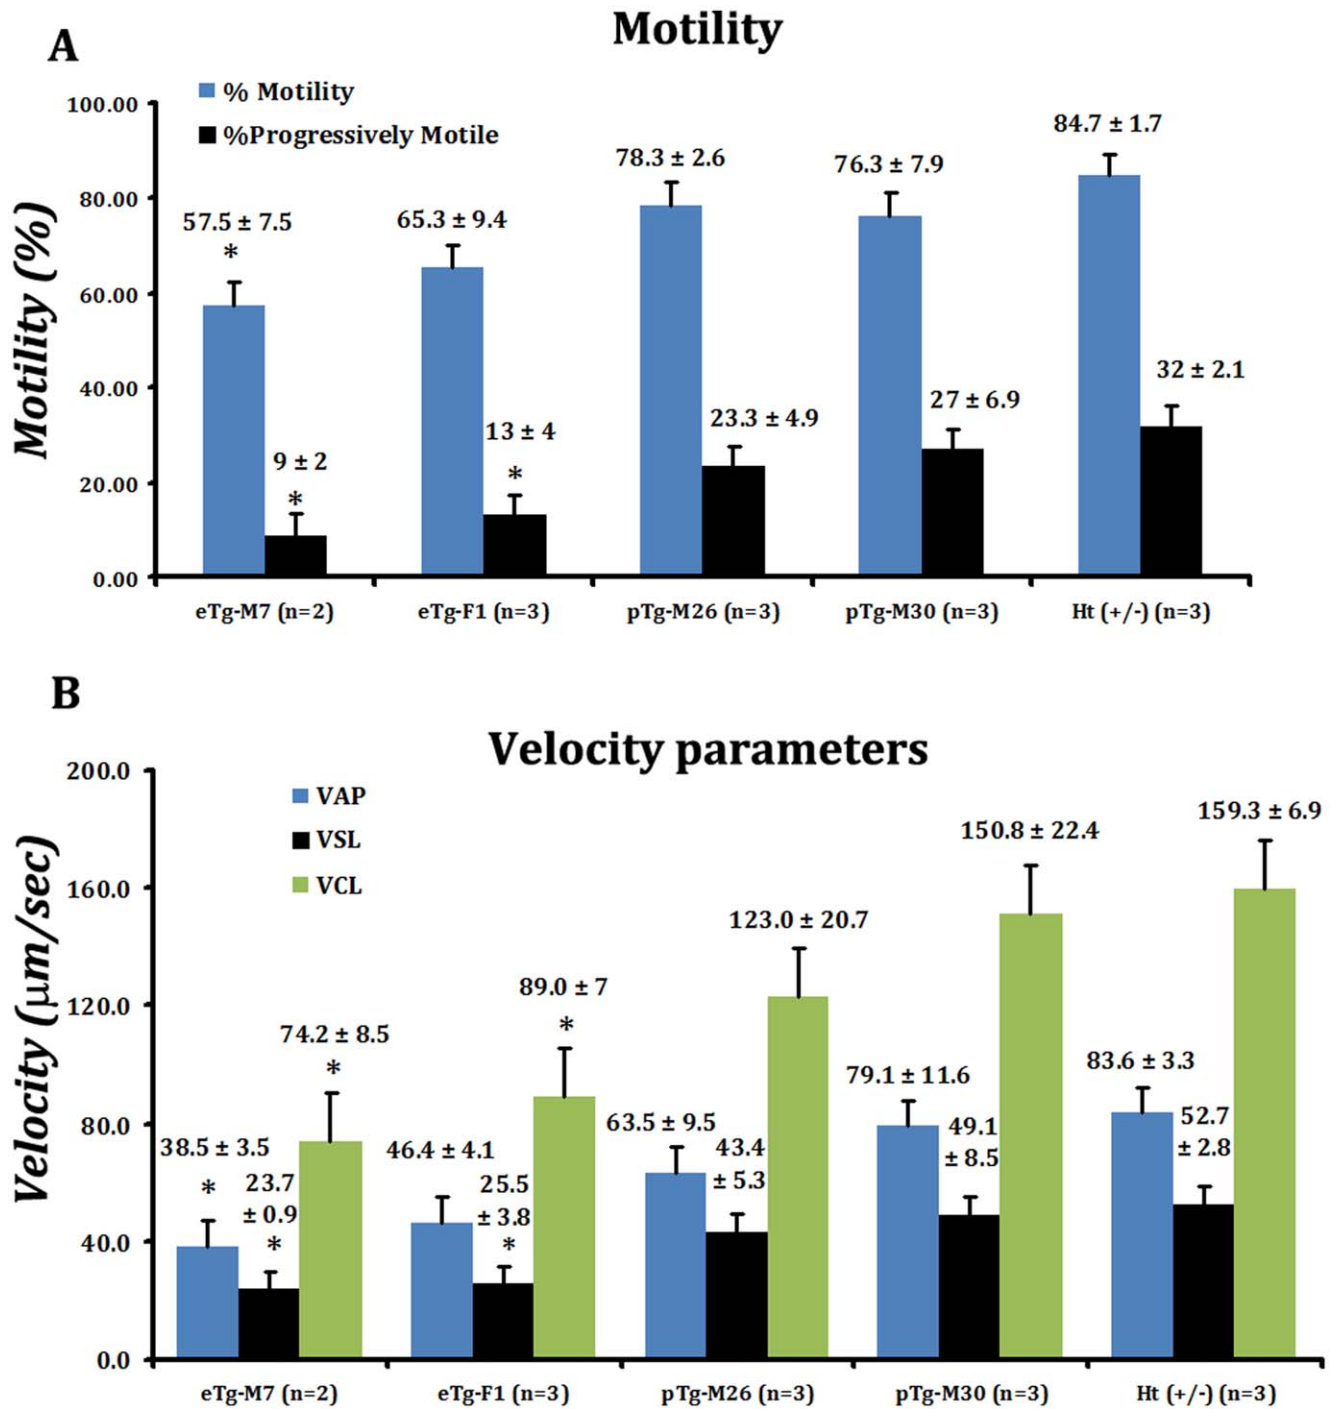 A
Motility
% Motility
%Progressively Motile
Motility (%)
100.00
80.00
60.00
40.00
20.00
0.00
57.5 ± 7.5
*
9 ± 2
*
65.3 ± 9.4
13 ± 4
*
78.3 ± 2.6
23.3 ± 4.9
76.3 ± 7.9
27 ± 6.9
84.7 ± 1.7
32 ± 2.1
eTg-M7 (n=2)
eTg-F1 (n=3)
pTg-M26 (n=3)
pTg-M30 (n=3)
Ht (+/-) (n=3)
B
Velocity parameters
VAP
VSL
VCL
Velocity (μm/sec)
200.0
160.0
120.0
80.0
40.0
0.0
38.5 ± 3.5
*
23.7
± 0.9
*
74.2 ± 8.5
*
46.4 ± 4.1
25.5
± 3.8
*
89.0 ± 7
*
63.5 ± 9.5
43.4
± 5.3
123.0 ± 20.7
79.1 ± 11.6
49.1
± 8.5
150.8 ± 22.4
83.6 ± 3.3
52.7
± 2.8
159.3 ± 6.9
eTg-M7 (n=2)
eTg-F1 (n=3)
pTg-M26 (n=3)
pTg-M30 (n=3)
Ht (+/-) (n=3)